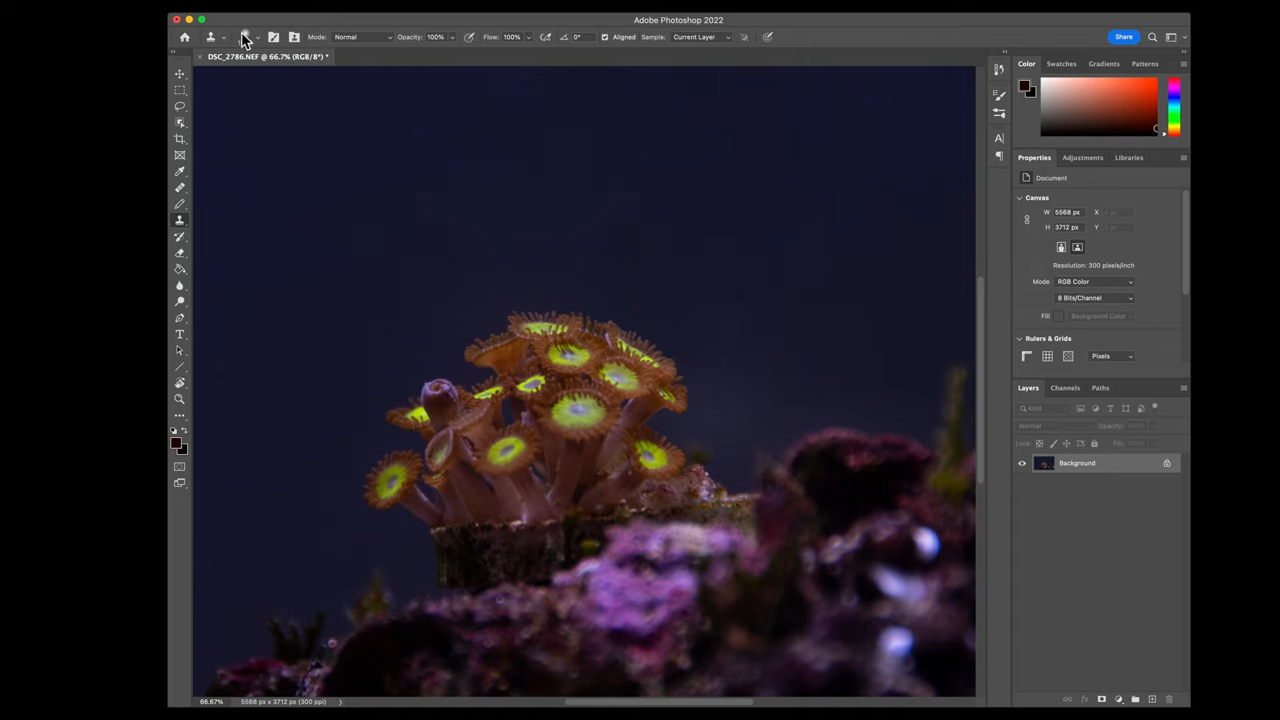 Adobe Photoshop 2022
Mode: Normal Opacity: 100% Flow: 100% 0° Aligned Sample: Current Layer Share
× DSC_2786.NEF @ 66.7% (RGB/8*) *
Color Swatches Gradients Patterns
Properties Adjustments Libraries
Document
Canvas
W 5568 px X
H 3712 px Y
Resolution: 300 pixels/inch
Mode RGB Color
8 Bits/Channel
Fill Background Color
Rulers & Grids
Pixels
Layers Channels Paths
Kind
Normal Opacity: 100%
Lock: Fill: 100%
Background
66.67% 5568 px x 3712 px (300 ppi)